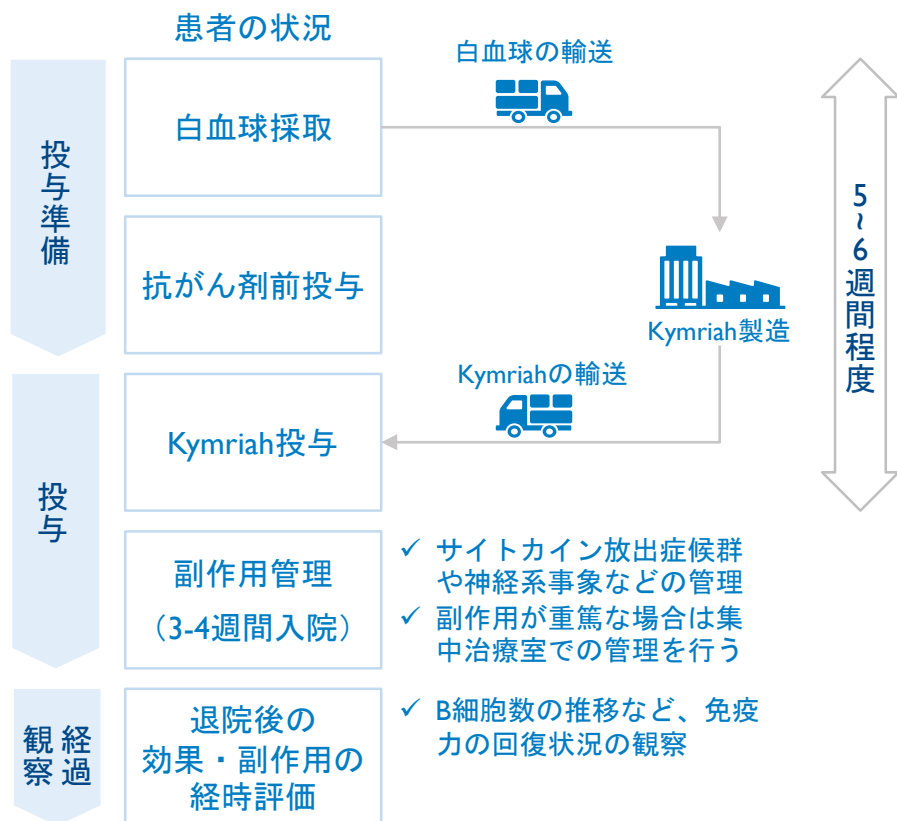 患者の状況
投与準備
白血球採取
白血球の輸送
抗がん剤前投与
Kymriah製造
5~6週間程度
Kymriahの輸送
投与
Kymriah投与
副作用管理
（3-4週間入院）
✓ サイトカイン放出症候群
や神経系事象などの管理
✓ 副作用が重篤な場合は集
中治療室での管理を行う
経過
観察
退院後の
効果・副作用の
経時評価
✓ B細胞数の推移など、免疫
力の回復状況の観察